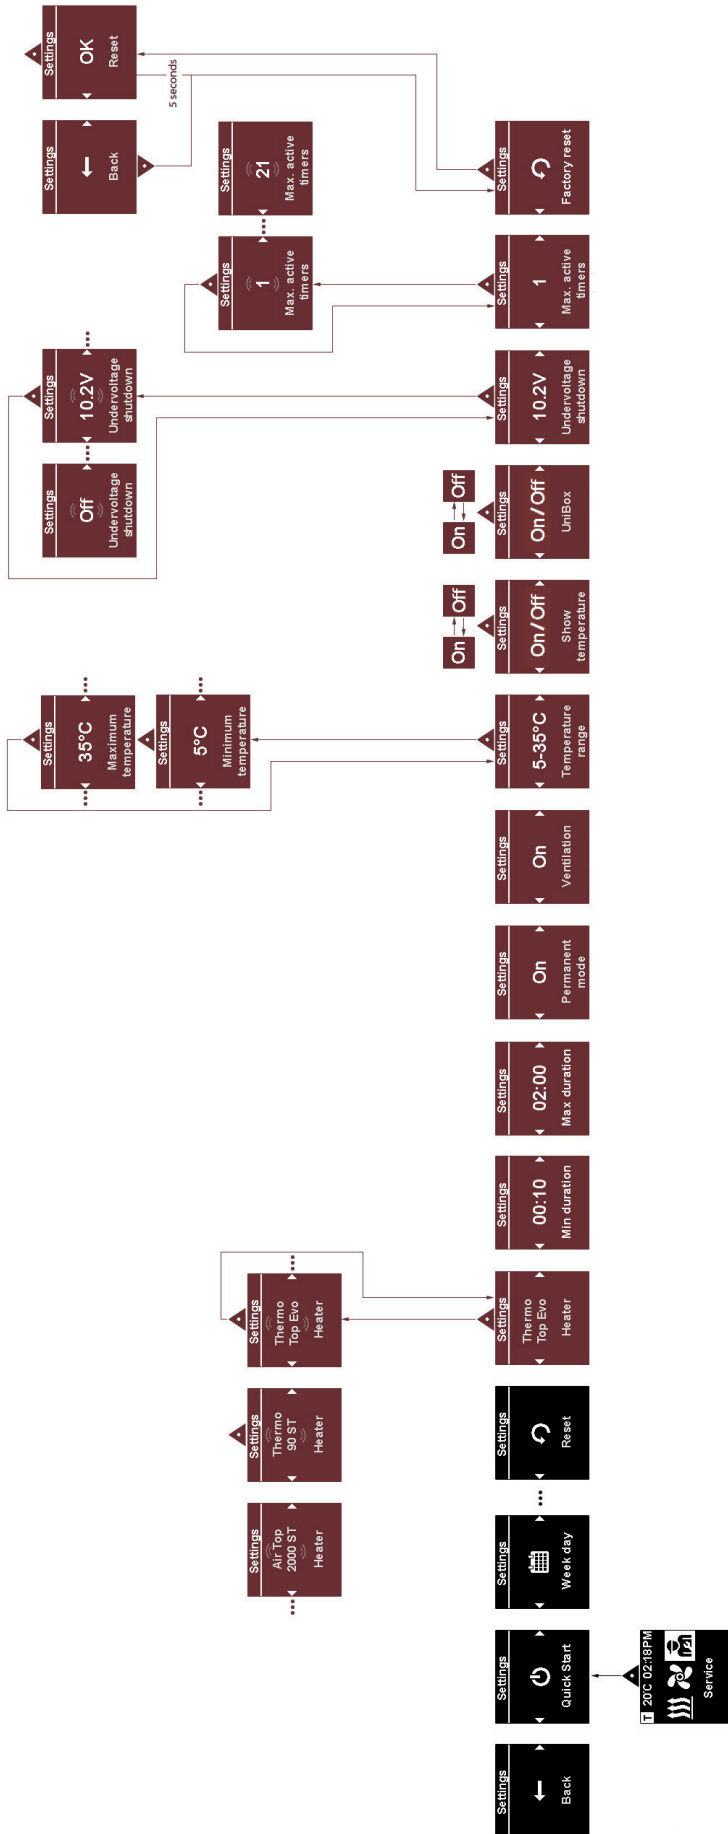 Settings
35°C
Maximum
temperature
Settings
Off
Undervoltage
shutdown
Settings
10.2V
Undervoltage
shutdown
Settings
Back
Settings
OK
Reset
5 seconds
Settings
5°C
Minimum
temperature
Settings
1
Max. active
timers
Settings
21
Max. active
timers
Settings
Air Top
2000 ST
Heater
Settings
Thermo
90 ST
Heater
Settings
Thermo
Top Evo
Heater
On
Off
On
Off
Settings
Back
Settings
Quick Start
Settings
Week day
Settings
Reset
Settings
Thermo
Top Evo
Heater
Settings
00:10
Min duration
Settings
02:00
Max duration
Settings
On
Permanent
mode
Settings
On
Ventilation
Settings
5-35°C
Temperature
range
Settings
On/Off
Show
temperature
Settings
On/Off
UniBox
Settings
10.2V
Undervoltage
shutdown
Settings
1
Max. active
timers
Settings
Factory reset
T 20°C 02:18PM
Service